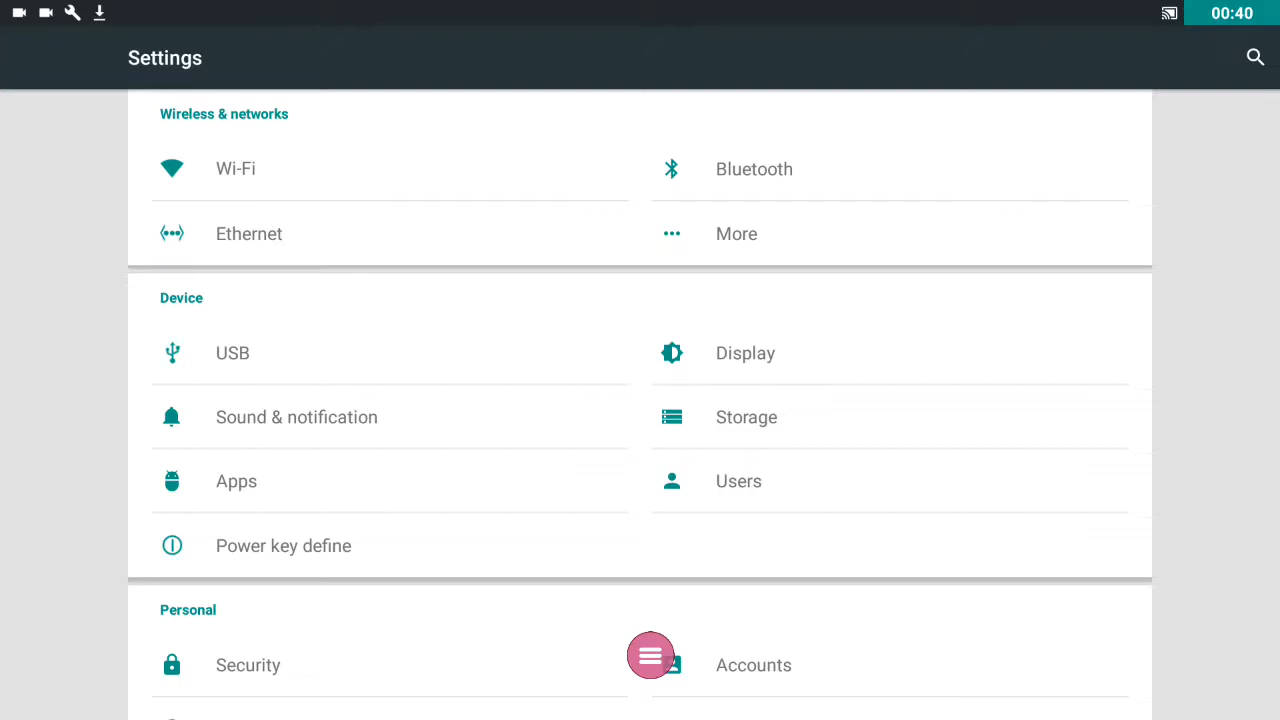 00:40
Settings
Wireless & networks
Wi-Fi
Bluetooth
Ethernet
More
Device
USB
Display
Sound & notification
Storage
Apps
Users
Power key define
Personal
Security
Accounts